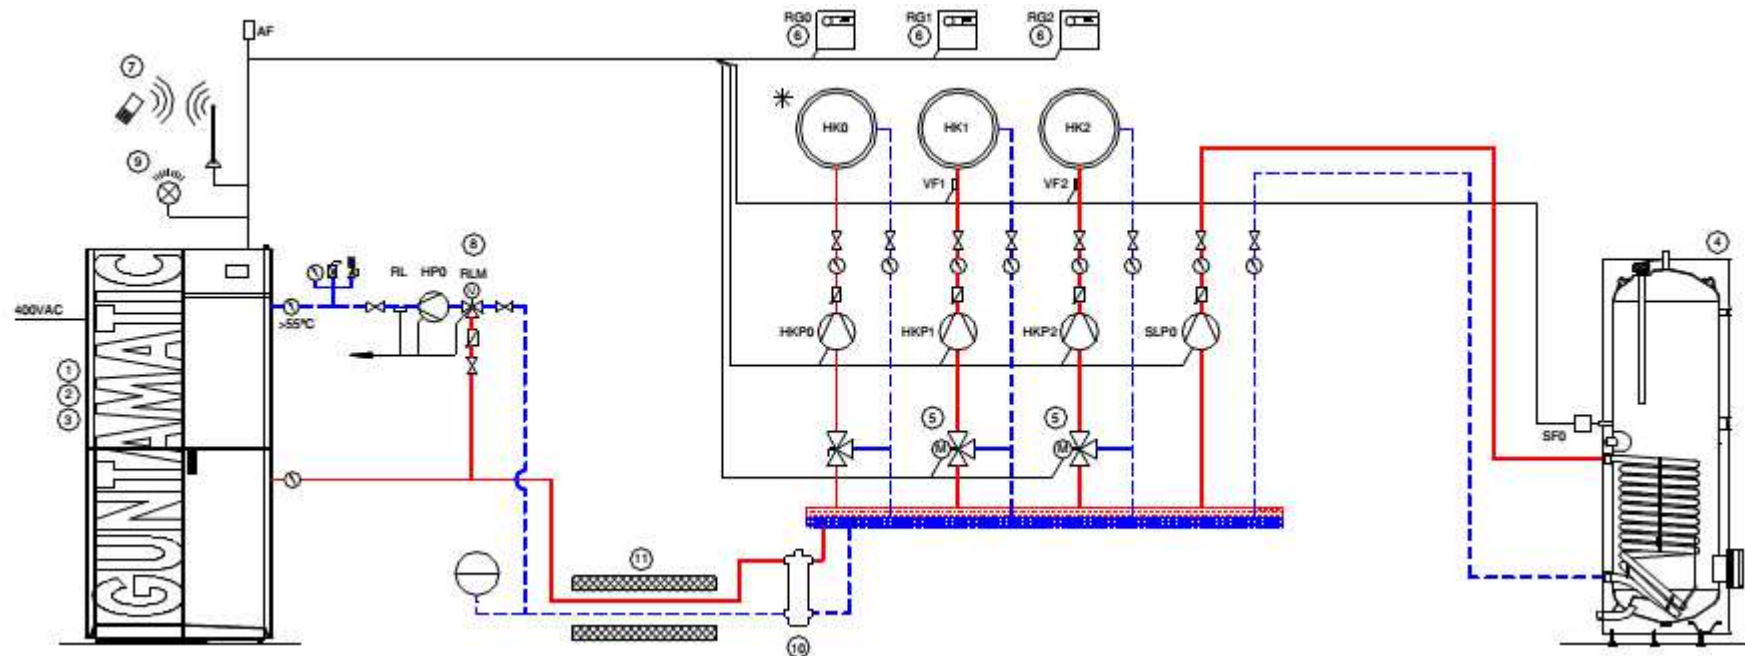 AF
RG0
6
RG1
6
RG2
6
7
9
HK0
HK1
HK2
VF1
VF2
4
8
RL
HP0
RLM
400VAC
>55°C
GUNTAMATIC
1
2
3
HKP0
HKP1
HKP2
SLP0
5
5
M
M
SF0
11
10